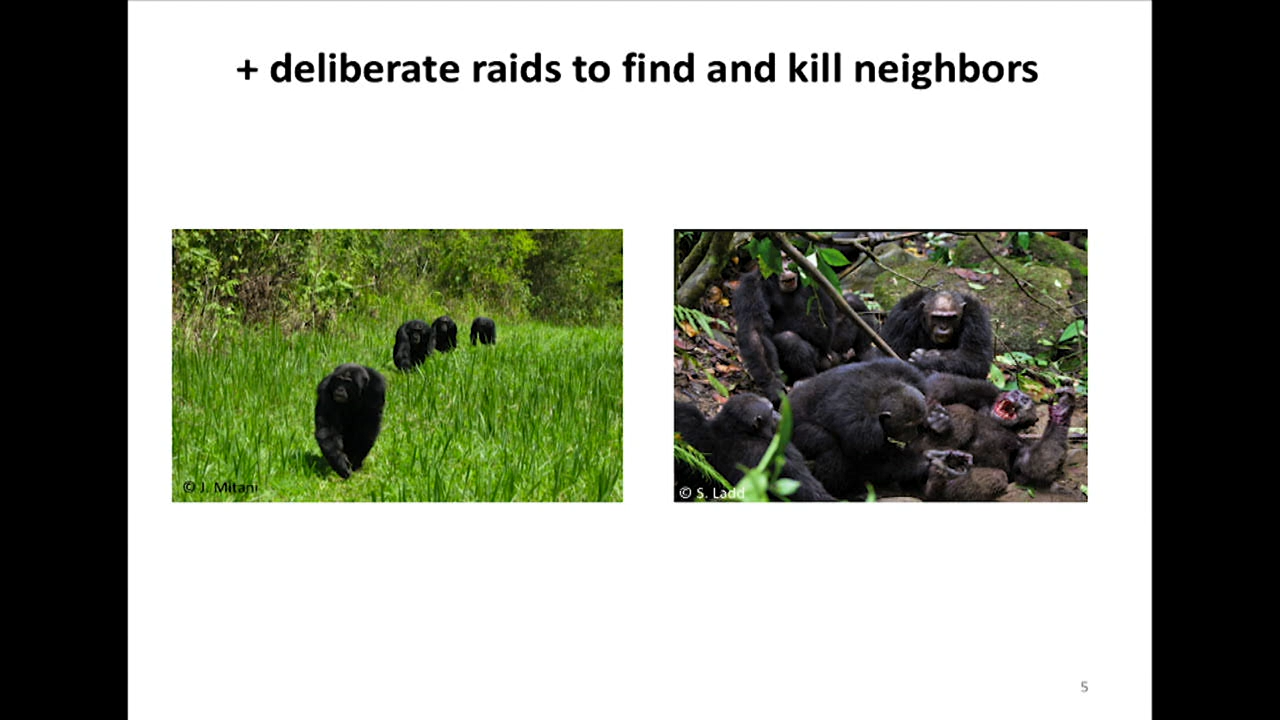 + deliberate raids to find and kill neighbors
© J. Mitani
© S. Ladd
5